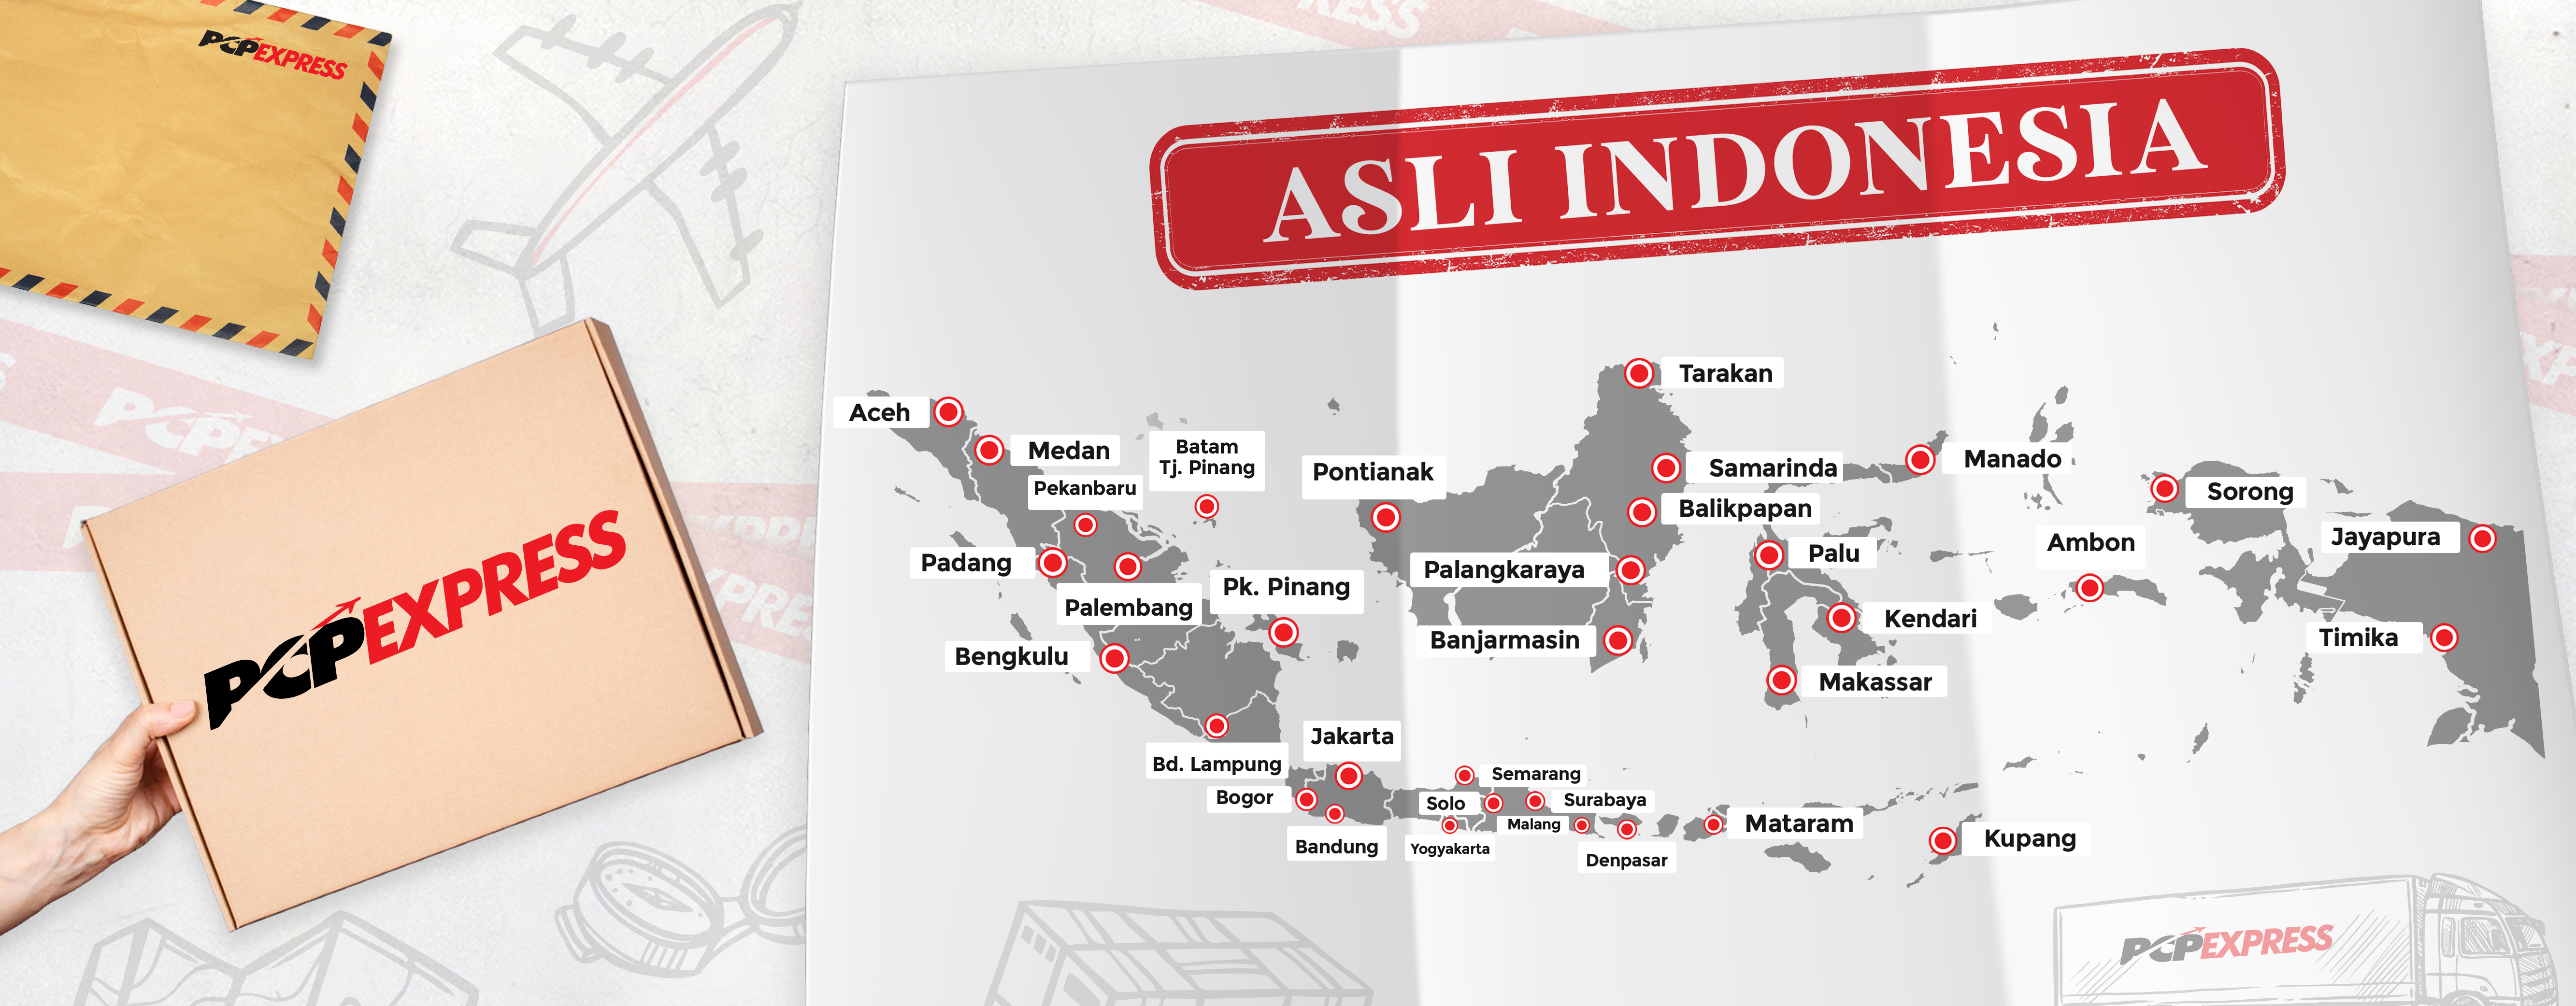 PCPEXPRESS
ASLI INDONESIA
PCPEXPRESS
Aceh
Medan
Pekanbaru
Batam
Tj. Pinang
Padang
Palembang
Pk. Pinang
Bengkulu
Bd. Lampung
Pontianak
Tarakan
Samarinda
Balikpapan
Palangkaraya
Banjarmasin
Manado
Palu
Kendari
Makassar
Ambon
Sorong
Jayapura
Timika
Jakarta
Bogor
Bandung
Semarang
Solo
Surabaya
Yogyakarta
Malang
Denpasar
Mataram
Kupang
PCPEXPRESS